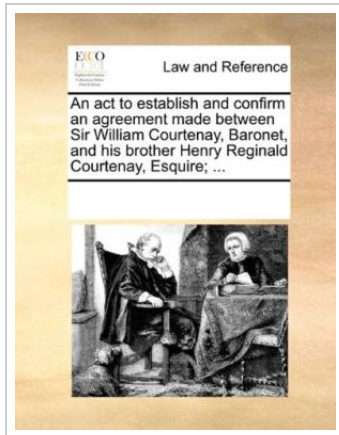 ECCO
Law and Reference
An act to establish and confirm
an agreement made between
Sir William Courtenay, Baronet,
and his brother Henry Reginald
Courtenay, Esquire; ...